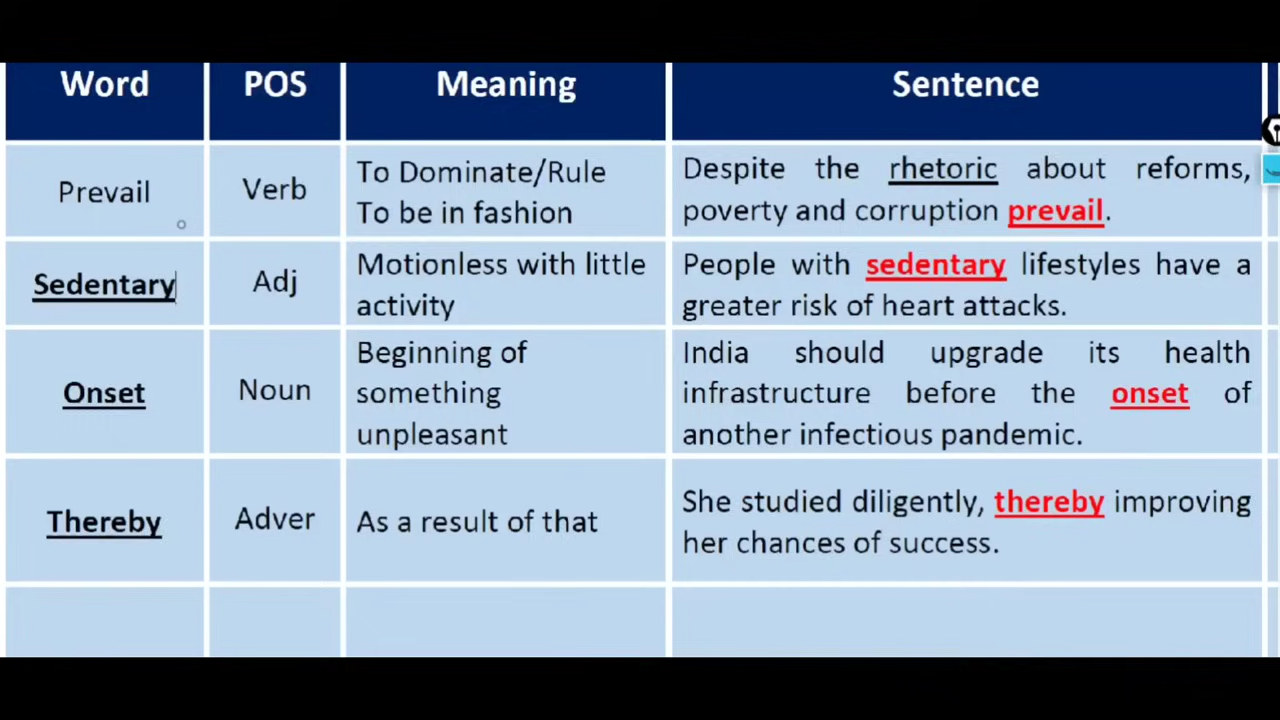 Word POS Meaning Sentence
Prevail Verb To Dominate/Rule
To be in fashion
Despite the rhetoric about reforms,
poverty and corruption prevail.
Sedentary Adj Motionless with little
activity
People with sedentary lifestyles have a
greater risk of heart attacks.
Onset Noun Beginning of
something
unpleasant
India should upgrade its health
infrastructure before the onset of
another infectious pandemic.
Thereby Adver As a result of that
She studied diligently, thereby improving
her chances of success.